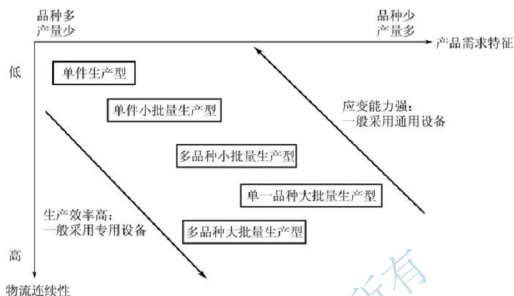 品种多
产量少
品种少
产量多
产品需求特征
低
单件生产型
单件小批量生产型
应变能力强:
一般采用通用设备
多品种小批量生产型
单一品种大批量生产型
生产效率高:
一般采用专用设备
多品种大批量生产型
高
物流连续性
所有